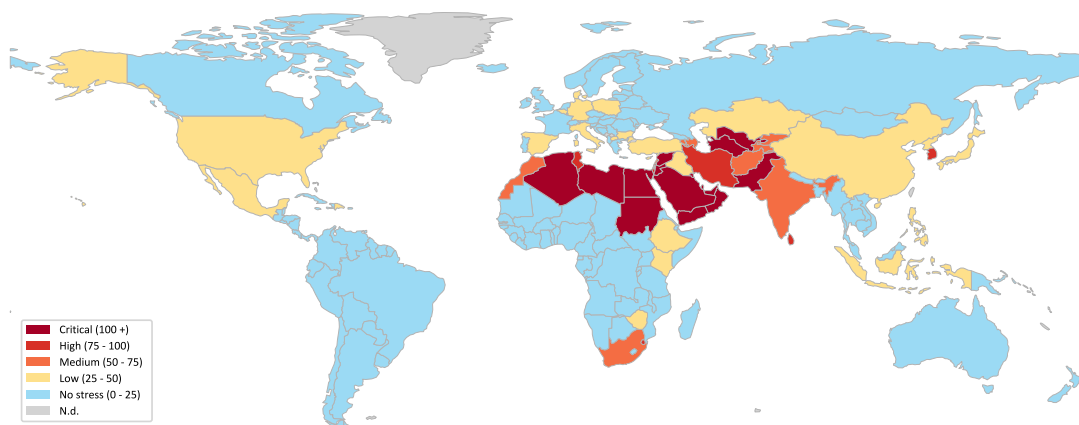 Critical (100 +)
High (75 - 100)
Medium (50 - 75)
Low (25 - 50)
No stress (0 - 25)
N.d.